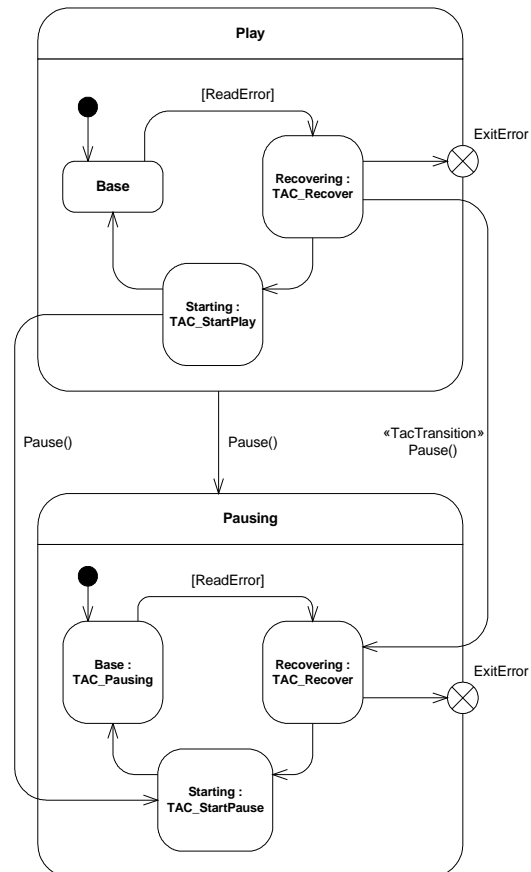 Play
[ReadError]
ExitError
Base
Recovering :
TAC_Recover
Starting :
TAC_StartPlay
Pause()
Pause()
«TacTransition»
Pause()
Pausing
[ReadError]
Base :
TAC_Pausing
Recovering :
TAC_Recover
ExitError
Starting :
TAC_StartPause